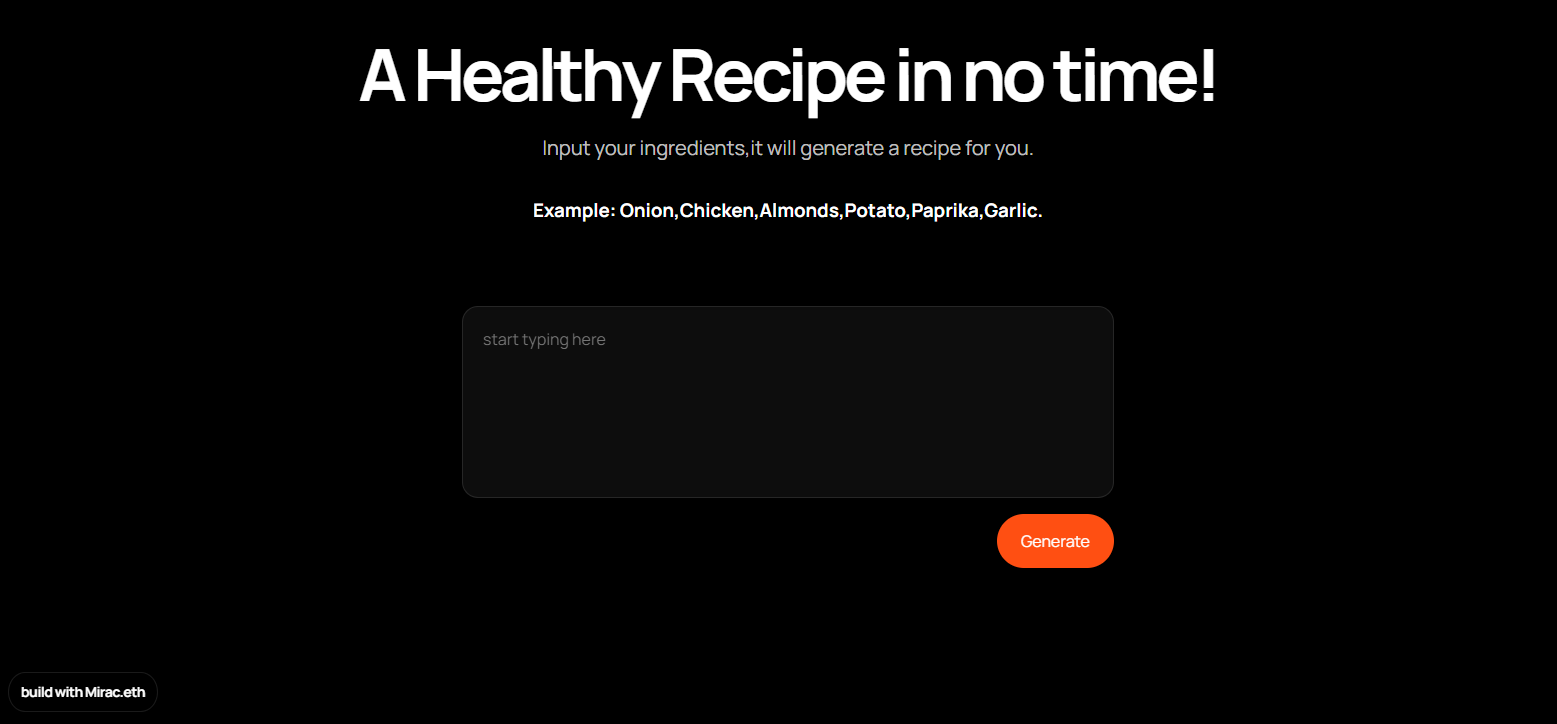 A Healthy Recipe in no time!
Input your ingredients,it will generate a recipe for you.
Example: Onion,Chicken,Almonds,Potato,Paprika,Garlic.
start typing here
Generate
build with Mirac.eth